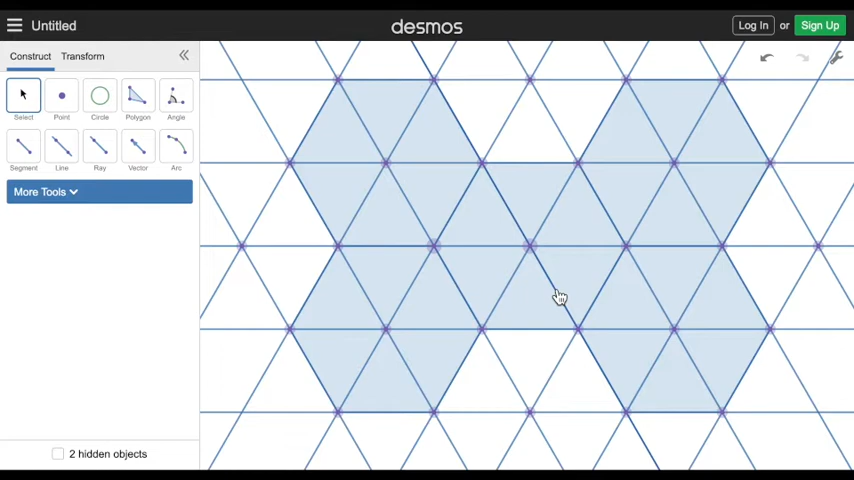 Untitled
desmos
Log In or Sign Up
Construct Transform
Select Point Circle Polygon Angle
Segment Line Ray Vector Arc
More Tools
2 hidden objects